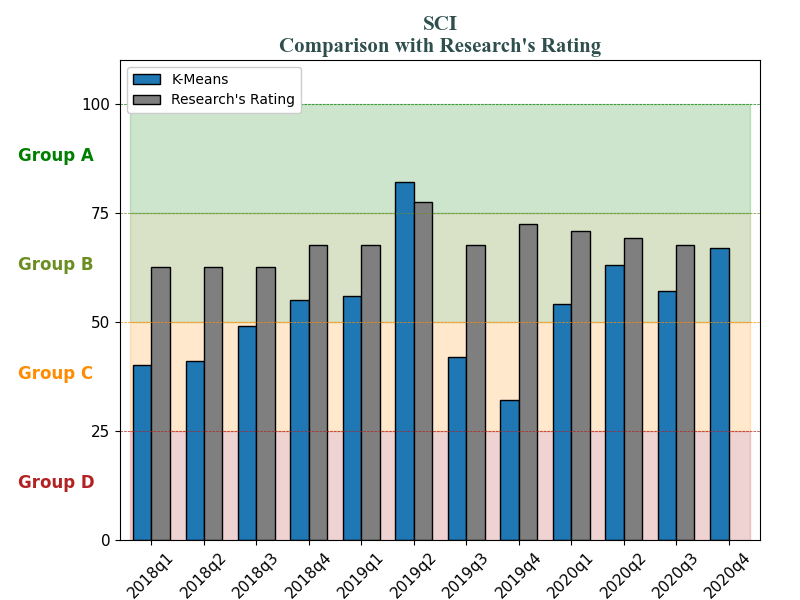 SCI
Comparison with Research's Rating
K-Means
Research's Rating
100
Group A
75
Group B
50
Group C
25
Group D
0
2018q1
2018q2
2018q3
2018q4
2019q1
2019q2
2019q3
2019q4
2020q1
2020q2
2020q3
2020q4